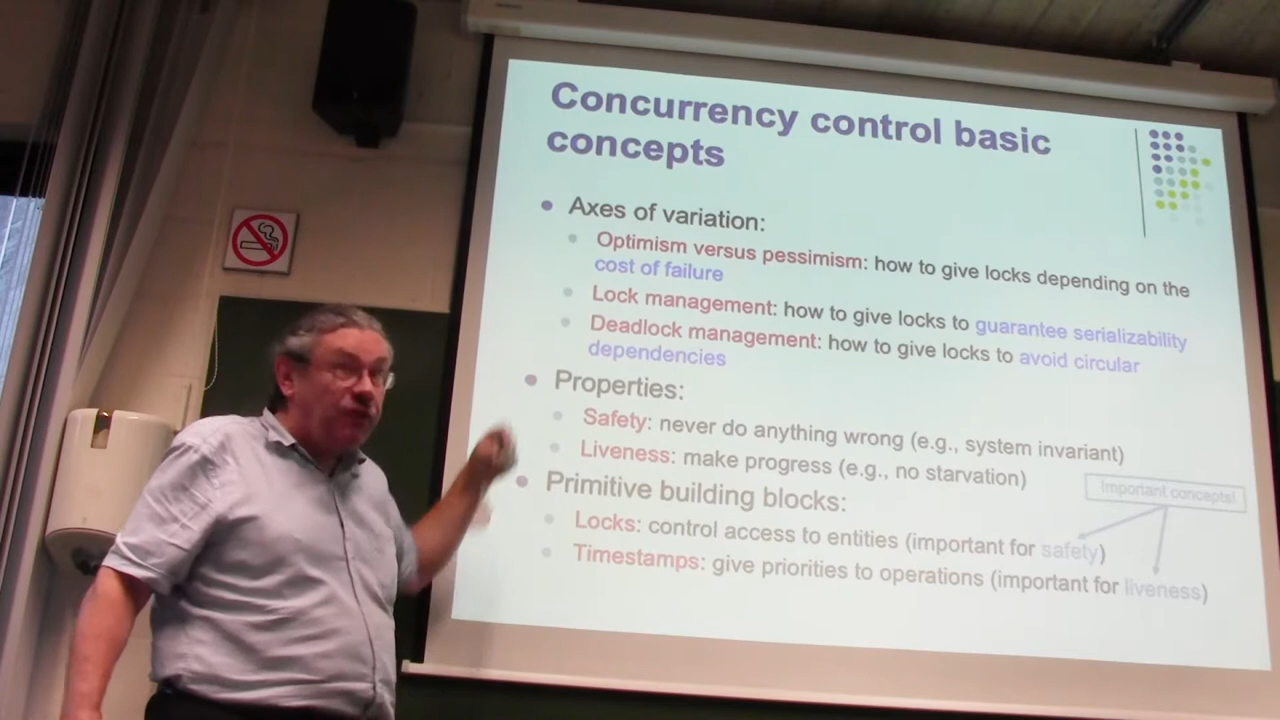 Concurrency control basic
concepts
Axes of variation:
Optimism versus pessimism: how to give locks depending on the
cost of failure
Lock management: how to give locks to guarantee serializability
Deadlock management: how to give locks to avoid circular
dependencies
Properties:
Safety: never do anything wrong (e.g., system invariant)
Liveness: make progress (e.g., no starvation)
Primitive building blocks:
Important concepts!
Locks: control access to entities (important for safety)
Timestamps: give priorities to operations (important for liveness)